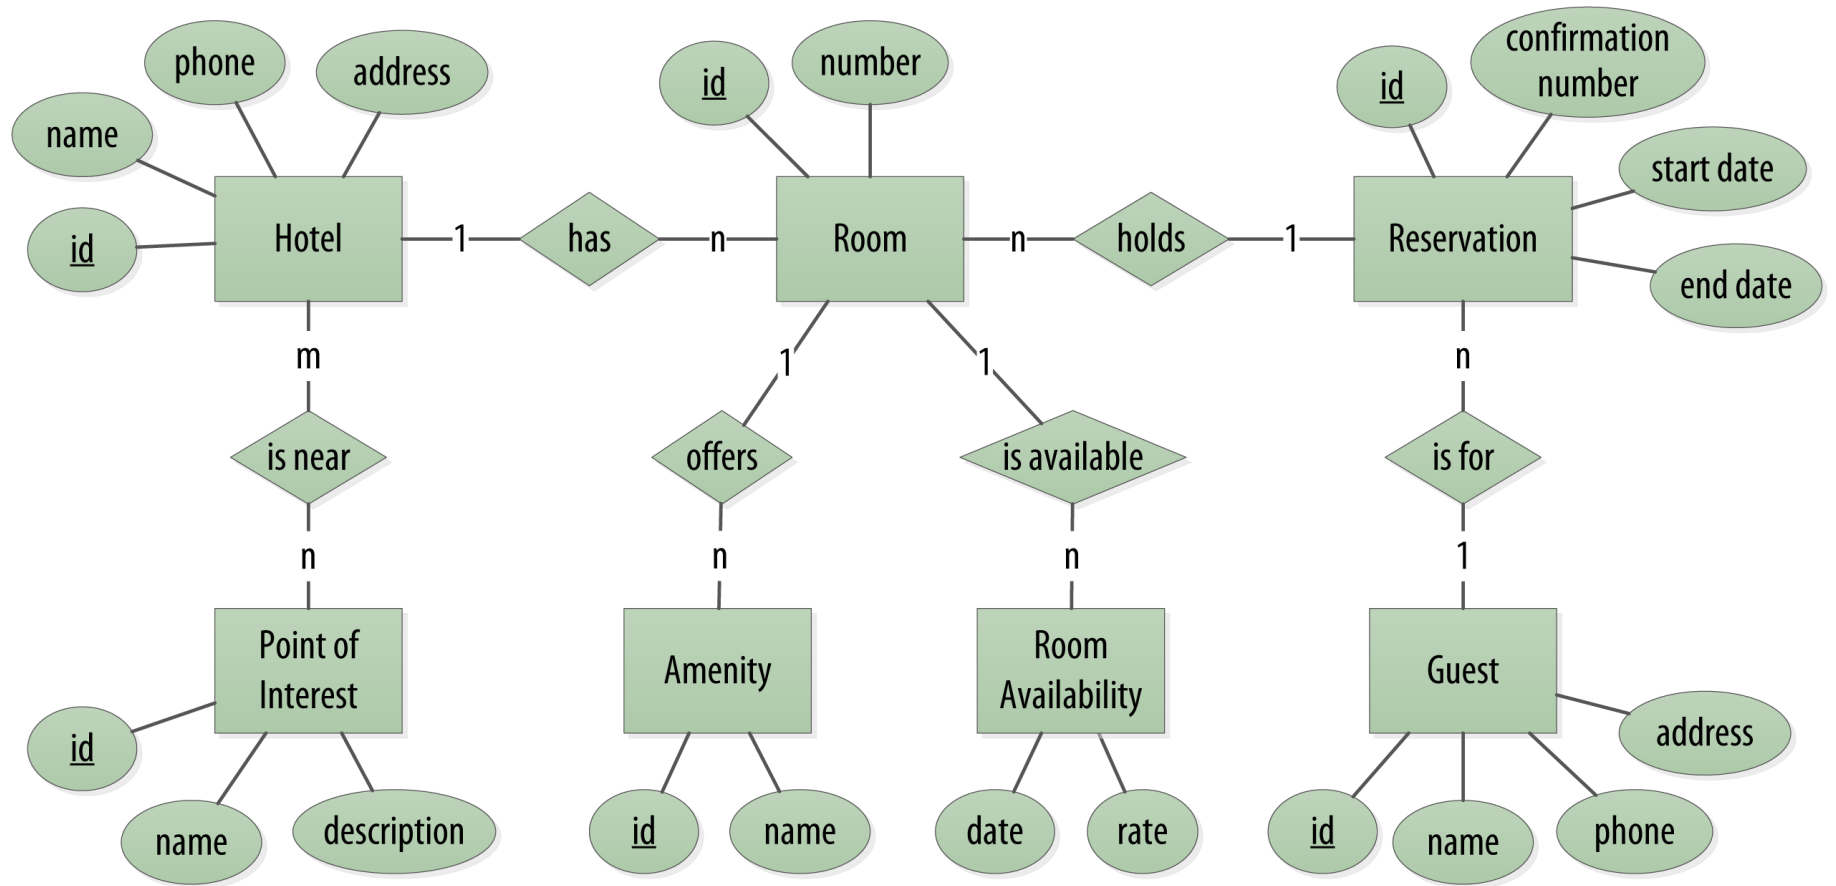 phone
address
name
id
Hotel
1
has
n
id
number
Room
n
holds
1
id
confirmation
number
start date
end date
Reservation
m
is near
n
1
offers
n
1
is available
n
n
is for
1
Point of
Interest
id
name
description
Amenity
id
name
Room
Availability
date
rate
Guest
address
id
name
phone